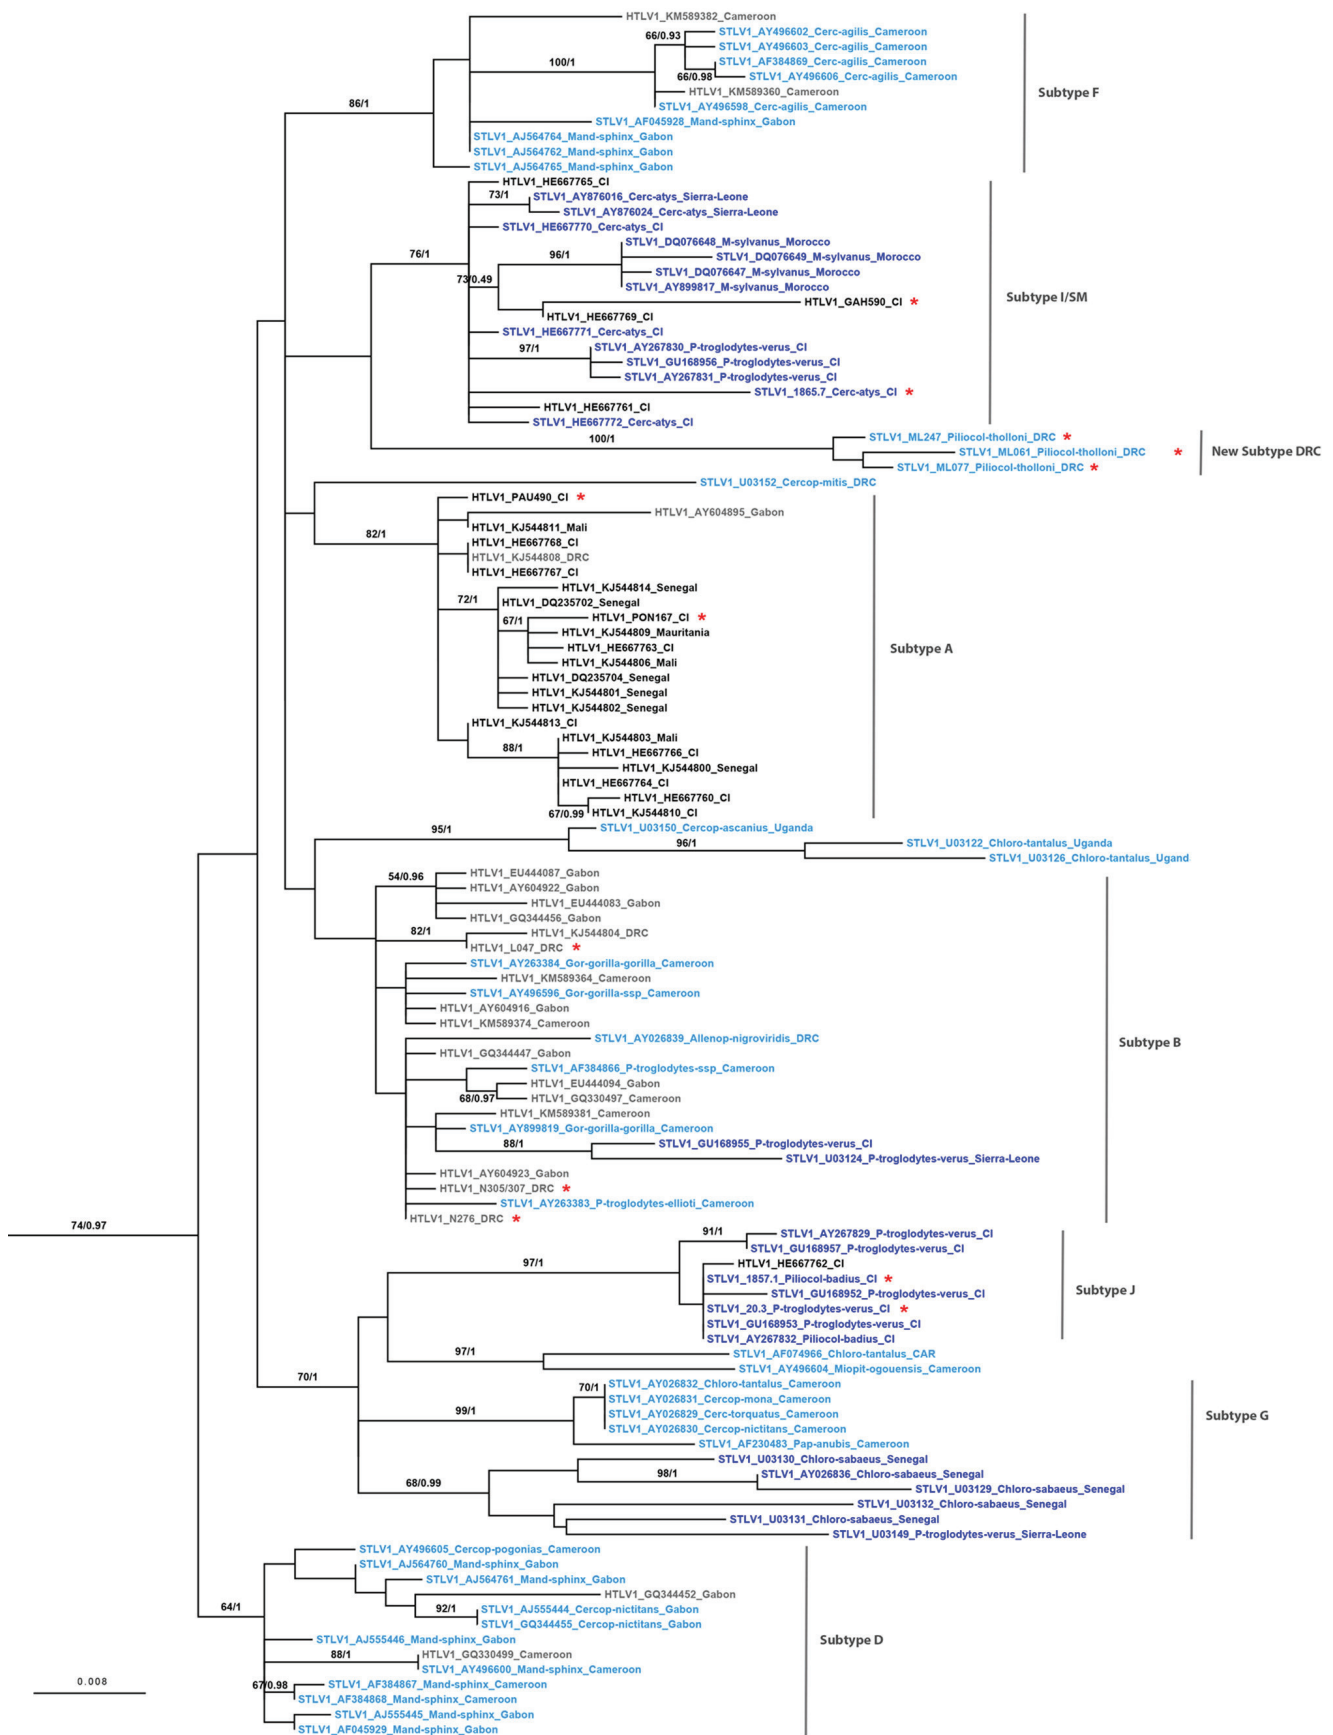 HTLV1_KM589382_Cameroon
66/0.93
STLV1_AY496602_Cerc-agilis_Cameroon
STLV1_AY496603_Cerc-agilis_Cameroon
100/1
STLV1_AF384869_Cerc-agilis_Cameroon
66/0.98
STLV1_AY496606_Cerc-agilis_Cameroon
Subtype F
HTLV1_KM589360_Cameroon
86/1
STLV1_AY496598_Cerc-agilis_Cameroon
STLV1_AF045928_Mand-sphinx_Gabon
STLV1_AJ564764_Mand-sphinx_Gabon
STLV1_AJ564762_Mand-sphinx_Gabon
STLV1_AJ564765_Mand-sphinx_Gabon
HTLV1_HE667765_CI
73/1
STLV1_AY876016_Cerc-atys_Sierra-Leone
STLV1_AY876024_Cerc-atys_Sierra-Leone
STLV1_HE667770_Cerc-atys_CI
STLV1_DQ076648_M-sylvanus_Morocco
76/1
96/1
STLV1_DQ076649_M-sylvanus_Morocco
STLV1_DQ076647_M-sylvanus_Morocco
73/0.49
STLV1_AY899817_M-sylvanus_Morocco
Subtype I/SM
HTLV1_GAH590_CI *
HTLV1_HE667769_CI
STLV1_HE667771_Cerc-atys_CI
STLV1_AY267830_P-troglodytes-verus_CI
97/1
STLV1_GU168956_P-troglodytes-verus_CI
STLV1_AY267831_P-troglodytes-verus_CI
STLV1_1865.7_Cerc-atys_CI *
HTLV1_HE667761_CI
STLV1_HE667772_Cerc-atys_CI
100/1
STLV1_ML247_Piliocol-tholloni_DRC *
STLV1_ML061_Piliocol-tholloni_DRC *
New Subtype DRC
STLV1_ML077_Piliocol-tholloni_DRC *
STLV1_U03152_Cercop-mitis_DRC
HTLV1_PAU490_CI *
HTLV1_AY604895_Gabon
HTLV1_KJ544811_Mali
82/1
HTLV1_HE667768_CI
HTLV1_KJ544808_DRC
HTLV1_HE667767_CI
HTLV1_KJ544814_Senegal
72/1
HTLV1_DQ235702_Senegal
67/1
HTLV1_PON167_CI *
HTLV1_KJ544809_Mauritania
HTLV1_HE667763_CI
Subtype A
HTLV1_KJ544806_Mali
HTLV1_DQ235704_Senegal
HTLV1_KJ544801_Senegal
HTLV1_KJ544802_Senegal
HTLV1_KJ544813_CI
HTLV1_KJ544803_Mali
88/1
HTLV1_HE667766_CI
HTLV1_KJ544800_Senegal
HTLV1_HE667764_CI
HTLV1_HE667760_CI
67/0.99
HTLV1_KJ544810_CI
95/1
STLV1_U03150_Cercop-ascanius_Uganda
96/1
STLV1_U03122_Chloro-tantalus_Uganda
STLV1_U03126_Chloro-tantalus_Ugand
HTLV1_EU444087_Gabon
54/0.96
HTLV1_AY604922_Gabon
HTLV1_EU444083_Gabon
HTLV1_GQ344456_Gabon
82/1
HTLV1_KJ544804_DRC
HTLV1_L047_DRC *
STLV1_AY263384_Gor-gorilla-gorilla_Cameroon
HTLV1_KM589364_Cameroon
STLV1_AY496596_Gor-gorilla-ssp_Cameroon
HTLV1_AY604916_Gabon
HTLV1_KM589374_Cameroon
STLV1_AY026839_Allenop-nigroviridis_DRC
Subtype B
HTLV1_GQ344447_Gabon
STLV1_AF384866_P-troglodytes-ssp_Cameroon
HTLV1_EU444094_Gabon
68/0.97
HTLV1_GQ330497_Cameroon
HTLV1_KM589381_Cameroon
STLV1_AY899819_Gor-gorilla-gorilla_Cameroon
88/1
STLV1_GU168955_P-troglodytes-verus_CI
STLV1_U03124_P-troglodytes-verus_Sierra-Leone
HTLV1_AY604923_Gabon
HTLV1_N305/307_DRC *
STLV1_AY263383_P-troglodytes-ellioti_Cameroon
HTLV1_N276_DRC *
74/0.97
91/1
STLV1_AY267829_P-troglodytes-verus_CI
STLV1_GU168957_P-troglodytes-verus_CI
97/1
HTLV1_HE667762_CI
STLV1_1857.1_Piliocol-badius_CI *
Subtype J
STLV1_GU168952_P-troglodytes-verus_CI
STLV1_20.3_P-troglodytes-verus_CI *
STLV1_GU168953_P-troglodytes-verus_CI
STLV1_AY267832_Piliocol-badius_CI
97/1
STLV1_AF074966_Chloro-tantalus_CAR
STLV1_AY496604_Miopit-ogouensis_Cameroon
70/1
70/1
STLV1_AY026832_Chloro-tantalus_Cameroon
STLV1_AY026831_Cercop-mona_Cameroon
99/1
STLV1_AY026829_Cerc-torquatus_Cameroon
Subtype G
STLV1_AY026830_Cercop-nictitans_Cameroon
STLV1_AF230483_Pap-anubis_Cameroon
STLV1_U03130_Chloro-sabaeus_Senegal
68/0.99
98/1
STLV1_AY026836_Chloro-sabaeus_Senegal
STLV1_U03129_Chloro-sabaeus_Senegal
STLV1_U03132_Chloro-sabaeus_Senegal
STLV1_U03131_Chloro-sabaeus_Senegal
STLV1_U03149_P-troglodytes-verus_Sierra-Leone
STLV1_AY496605_Cercop-pogonias_Cameroon
STLV1_AJ564760_Mand-sphinx_Gabon
STLV1_AJ564761_Mand-sphinx_Gabon
HTLV1_GQ344452_Gabon
64/1
92/1
STLV1_AJ555444_Cercop-nictitans_Gabon
STLV1_GQ344455_Cercop-nictitans_Gabon
STLV1_AJ555446_Mand-sphinx_Gabon
Subtype D
88/1
HTLV1_GQ330499_Cameroon
STLV1_AY496600_Mand-sphinx_Cameroon
0.008
67/0.98
STLV1_AF384867_Mand-sphinx_Cameroon
STLV1_AF384868_Mand-sphinx_Cameroon
STLV1_AJ555445_Mand-sphinx_Gabon
STLV1_AF045929_Mand-sphinx_Gabon